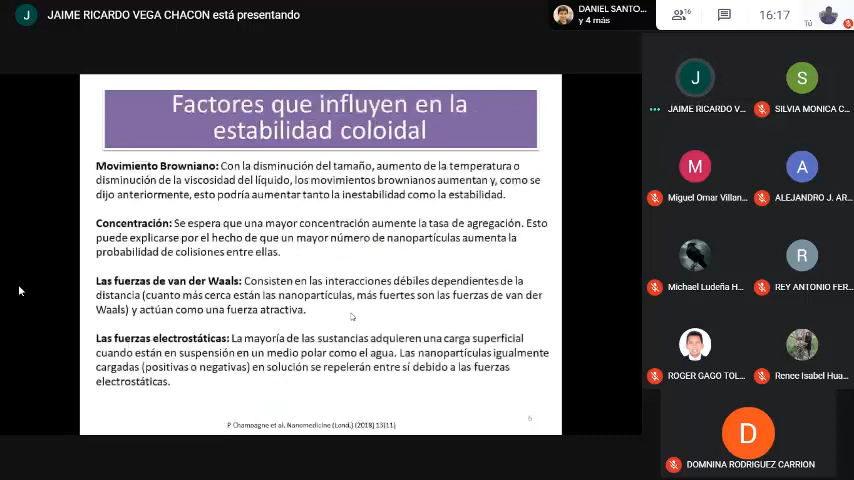 J JAIME RICARDO VEGA CHACON está presentando
DANIEL SANTO...
y 4 más
16
16:17
Tú
Factores que influyen en la
estabilidad coloidal
Movimiento Browniano: Con la disminución del tamaño, aumento de la temperatura o
disminución de la viscosidad del líquido, los movimientos brownianos aumentan y, como se
dijo anteriormente, esto podría aumentar tanto la inestabilidad como la estabilidad.
Concentración: Se espera que una mayor concentración aumente la tasa de agregación. Esto
puede explicarse por el hecho de que un mayor número de nanopartículas aumenta la
probabilidad de colisiones entre ellas.
Las fuerzas de van der Waals: Consisten en las interacciones débiles dependientes de la
distancia (cuanto más cerca están las nanopartículas, más fuertes son las fuerzas de van der
Waals) y actúan como una fuerza atractiva.
Las fuerzas electrostáticas: La mayoría de las sustancias adquieren una carga superficial
cuando están en suspensión en un medio polar como el agua. Las nanopartículas igualmente
cargadas (positivas o negativas) en solución se repelerán entre sí debido a las fuerzas
electrostáticas.
P Champagne et al. Nanomedicine (Lond.) (2018) 13(11)
6
J
JAIME RICARDO V...
S
SILVIA MONICA C...
M
Miguel Omar Villan...
A
ALEJANDRO J. AR...
Michael Ludeña H...
R
REY ANTONIO FER...
ROGER GAGO TOL...
Renee Isabel Hua...
D
DOMNINA RODRIGUEZ CARRION